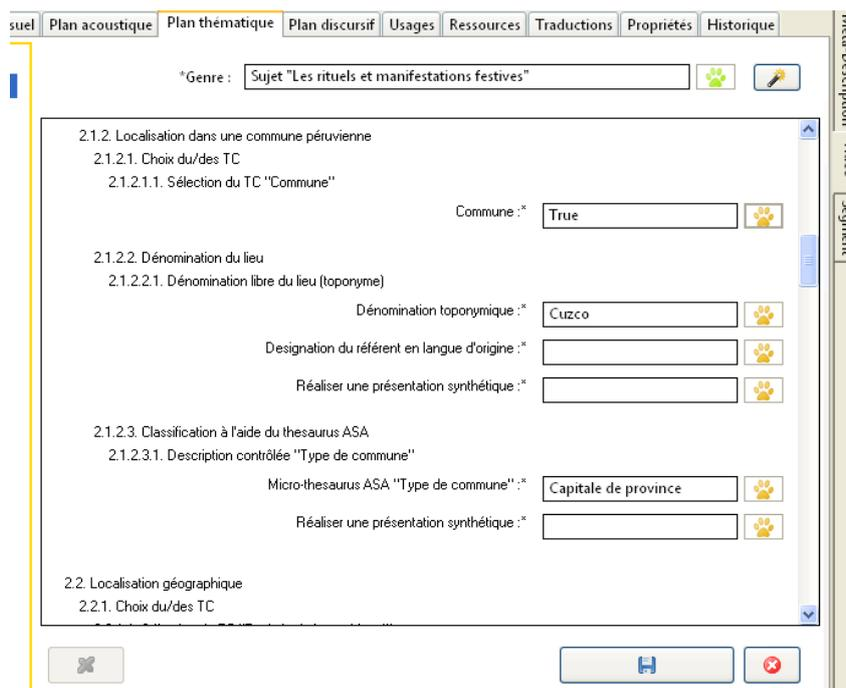 suel Plan acoustique Plan thématique Plan discursif Usages Ressources Traductions Propriétés Historique
*Genre : Sujet "Les rituels et manifestations festives"
2.1.2. Localisation dans une commune péruvienne
2.1.2.1. Choix du/des TC
2.1.2.1.1. Sélection du TC "Commune"
Commune :* True
2.1.2.2. Dénomination du lieu
2.1.2.2.1. Dénomination libre du lieu (toponyme)
Dénomination toponymique :* Cuzco
Designation du référent en langue d'origine :*
Réaliser une présentation synthétique :*
2.1.2.3. Classification à l'aide du thesaurus ASA
2.1.2.3.1. Description contrôlée "Type de commune"
Micro-thesaurus ASA "Type de commune" :* Capitale de province
Réaliser une présentation synthétique :*
2.2. Localisation géographique
2.2.1. Choix du/des TC
Segment